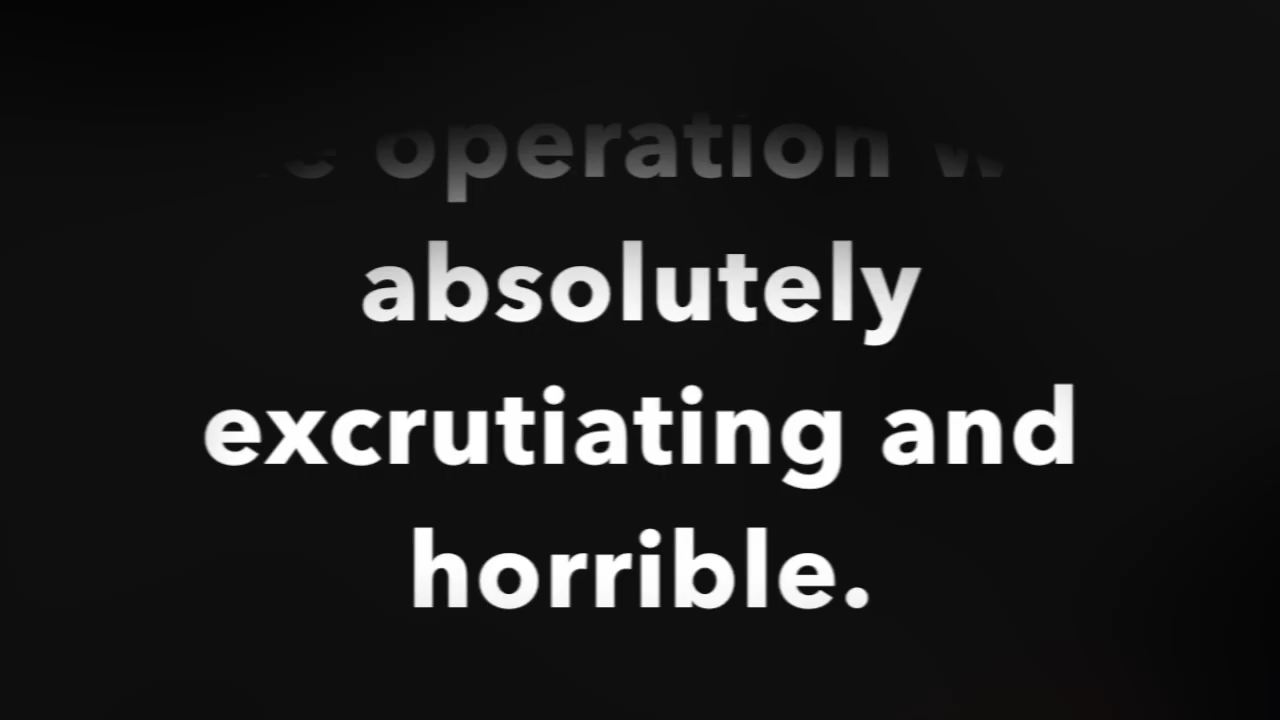 operation
absolutely
excrutiating and
horrible.